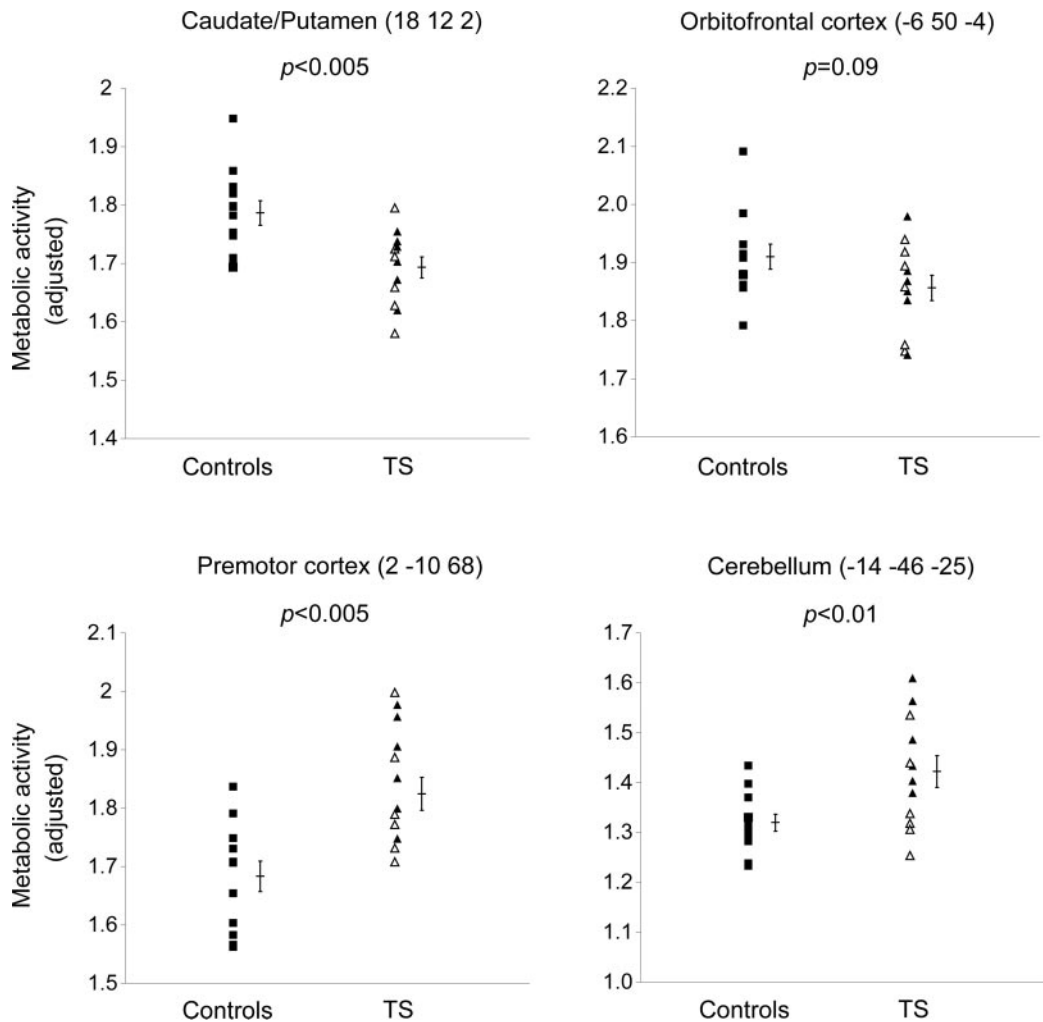 Caudate/Putamen (18 12 2)
p<0.005
Metabolic activity
(adjusted)
2
1.9
1.8
1.7
1.6
1.5
1.4
Controls
TS
Orbitofrontal cortex (-6 50 -4)
p=0.09
2.2
2.1
2.0
1.9
1.8
1.7
1.6
Controls
TS
Premotor cortex (2 -10 68)
p<0.005
Metabolic activity
(adjusted)
2.1
2
1.9
1.8
1.7
1.6
1.5
Controls
TS
Cerebellum (-14 -46 -25)
p<0.01
1.7
1.6
1.5
1.4
1.3
1.2
1.0
Controls
TS